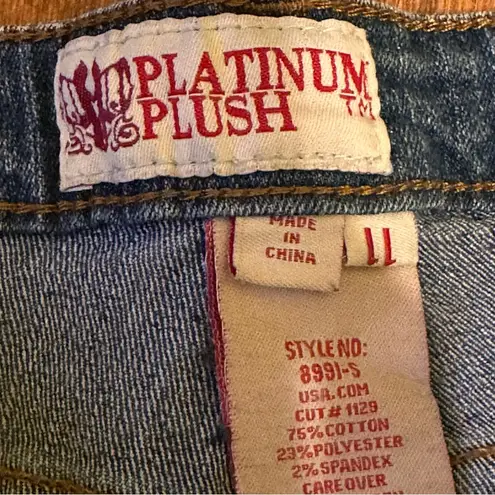 PLATINUM
PLUSH TM
MADE
IN
CHINA
11
STYLE NO:
8991-S
USA.COM
CUT# 1129
75% COTTON
23% POLYESTER
2% SPANDEX
CARE OVER